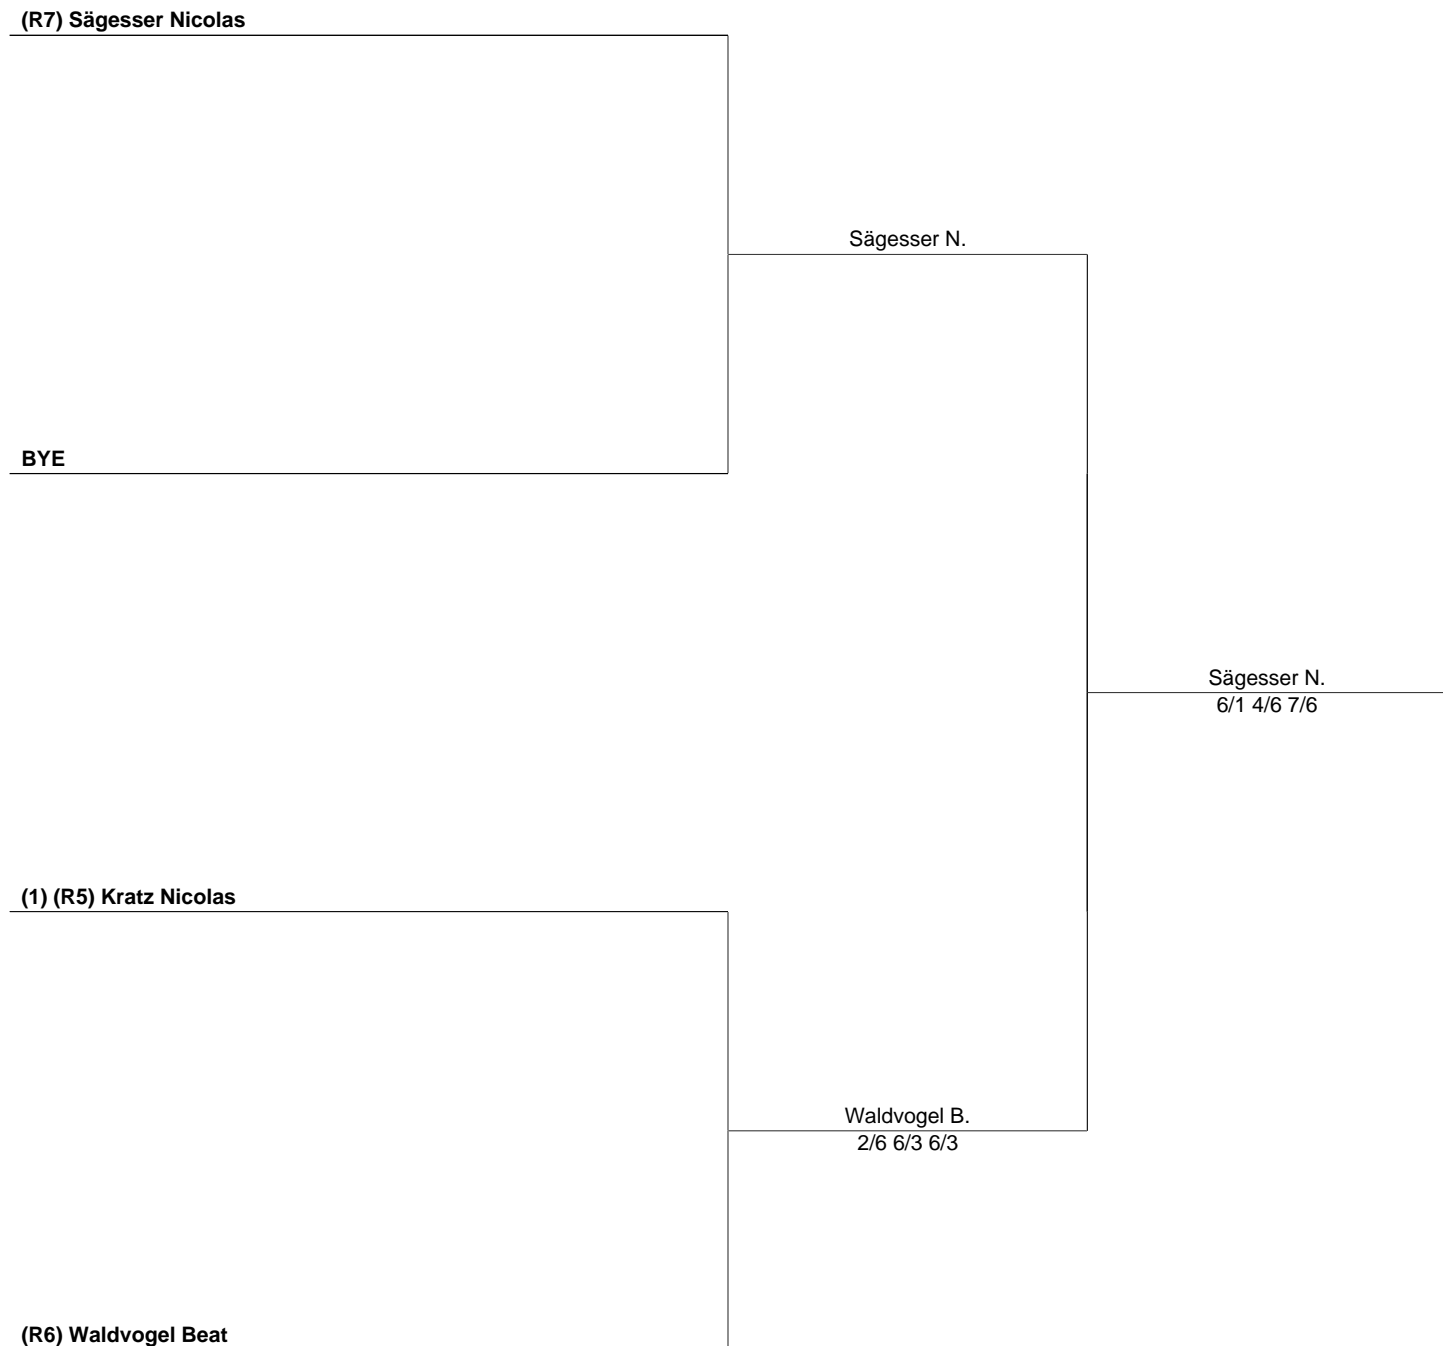 (R7) Sägesser Nicolas
Sägesser N.
BYE
Sägesser N.
6/1 4/6 7/6
(1) (R5) Kratz Nicolas
Waldvogel B.
2/6 6/3 6/3
(R6) Waldvogel Beat